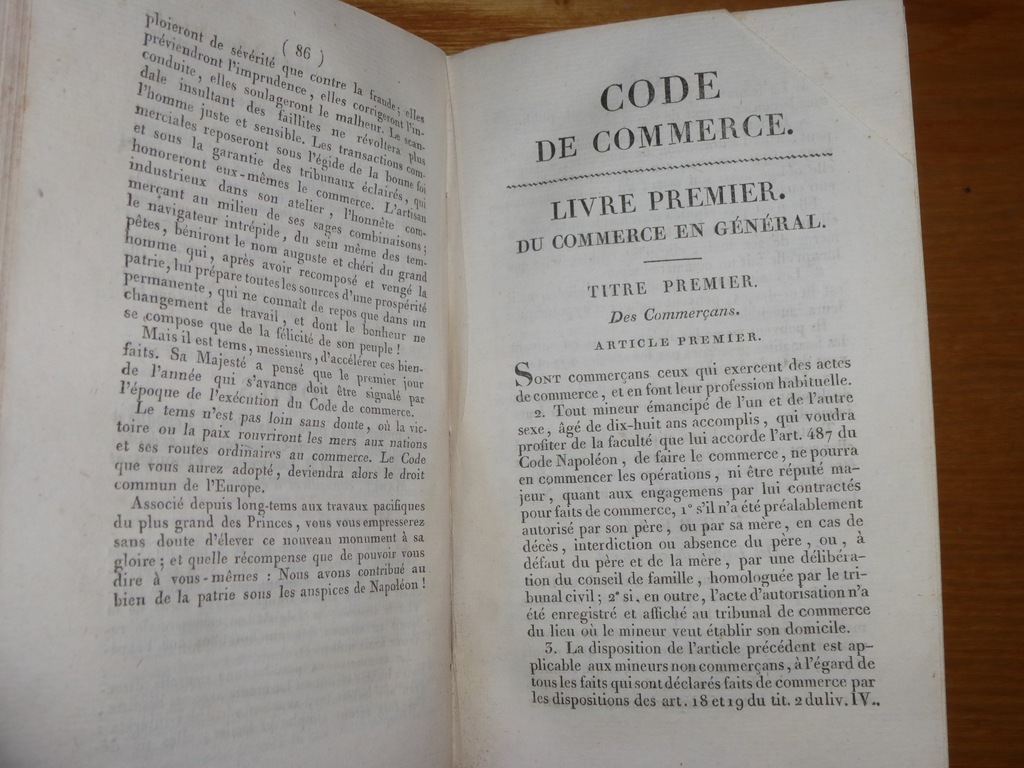 ( 86 )
ploieront de sévérité que contre la fraude; elles
préviendront l'imprudence, elles corrigeront l'in-
conduite, elles soulageront le malheur. Le scan-
dale insultant des faillites ne révoltera plus
l'homme juste et sensible. Les transactions com-
merciales reposeront sous l'égide de la bonne foi
et sous la garantie des tribunaux éclairés, qui
honoreront eux-mêmes le commerce. L'artisan
industrieux dans son atelier, l'honnête com-
merçant au milieu de ses sages combinaisons;
le navigateur intrépide, du sein même des tem-
pêtes, béniront le nom auguste et chéri du grand
homme qui, après avoir recomposé et vengé la
patrie, lui prépare toutes les sources d'une prospérité
permanente, qui ne connaît de repos que dans un
changement de travail, et dont le bonheur ne
se compose que de la félicité de son peuple!
Mais il est tems, messieurs, d'accélérer ces bien-
faits. Sa Majesté a pensé que le premier jour
de l'année qui s'avance doit être signalé par
l'époque de l'exécution du Code de commerce.
Le tems n'est pas loin sans doute, où la vic-
toire ou la paix rouvriront les mers aux nations
et ses routes ordinaires au commerce. Le Code
que vous aurez adopté, deviendra alors le droit
commun de l'Europe.
Associé depuis long-tems aux travaux pacifiques
du plus grand des Princes, vous vous empresserez
sans doute d'élever ce nouveau monument à sa
gloire; et quelle récompense que de pouvoir vous
dire à vous-mêmes : Nous avons contribué au
bien de la patrie sous les auspices de Napoléon!
CODE
DE COMMERCE.
LIVRE PREMIER.
DU COMMERCE EN GÉNÉRAL.
TITRE PREMIER.
Des Commerçans.
ARTICLE PREMIER.
SONT commerçans ceux qui exercent des actes
de commerce, et en font leur profession habituelle.
2. Tout mineur émancipé de l'un et de l'autre
sexe, âgé de dix-huit ans accomplis, qui voudra
profiter de la faculté que lui accorde l'art. 487 du
Code Napoléon, de faire le commerce, ne pourra
en commencer les opérations, ni être réputé ma-
jeur, quant aux engagemens par lui contractés
pour faits de commerce, 1° s'il n'a été préalablement
autorisé par son père, ou par sa mère, en cas de
décès, interdiction ou absence du père, ou, à
défaut du père et de la mère, par une délibéra-
tion du conseil de famille, homologuée par le tri-
bunal civil; 2° si, en outre, l'acte d'autorisation n'a
été enregistré et affiché au tribunal de commerce
du lieu où le mineur veut établir son domicile.
3. La disposition de l'article précédent est ap-
plicable aux mineurs non commerçans, à l'égard de
tous les faits qui sont déclarés faits de commerce par
les dispositions des art. 18 et 19 du tit. 2 du liv. IV..